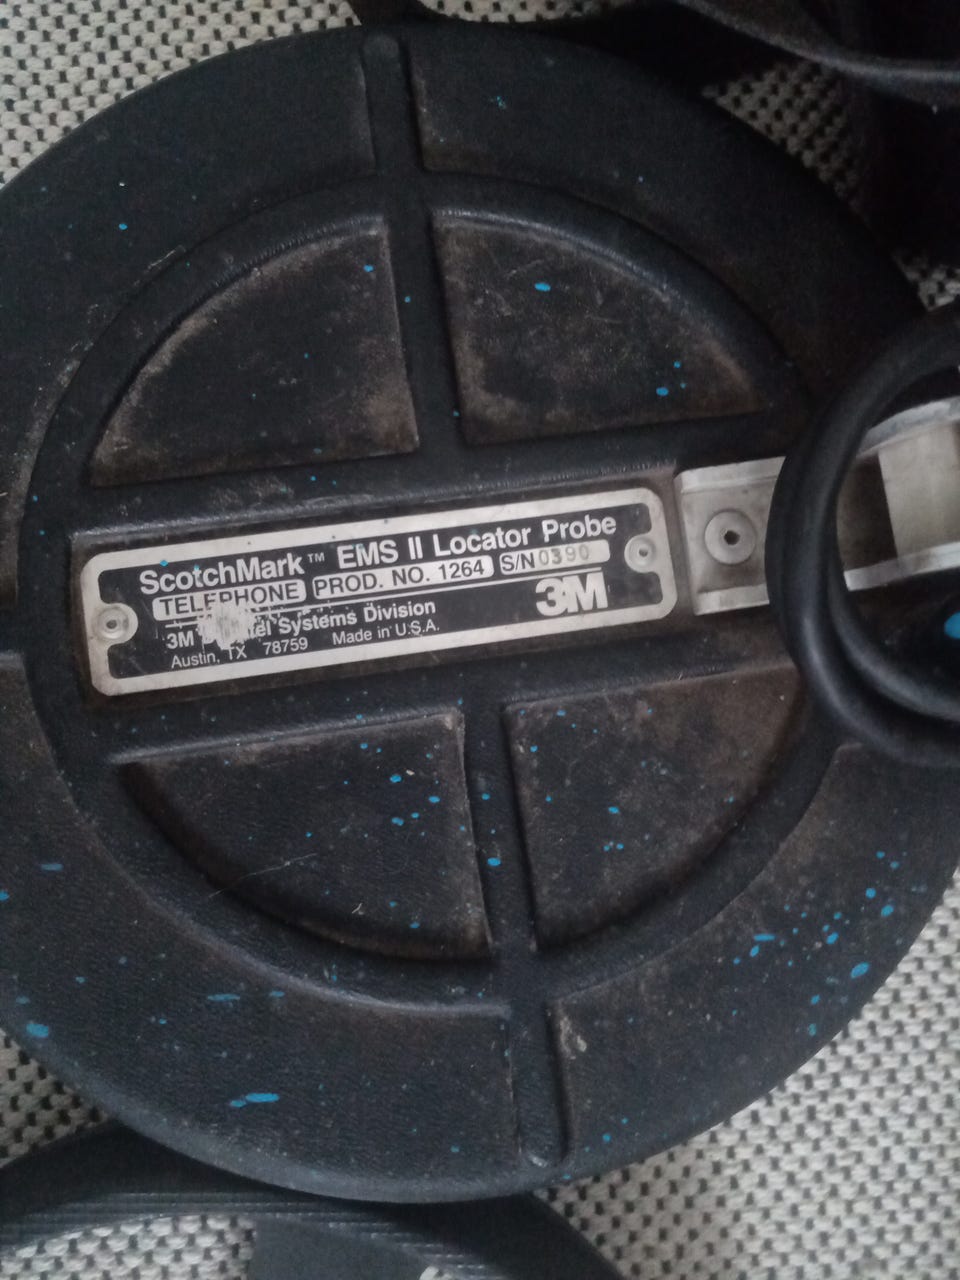 ScotchMark™ EMS II Locator Probe
TELEPHONE PROD. NO. 1264 S/N 0390
3M Systems Division
Austin, TX 78759 Made in U.S.A.
3M